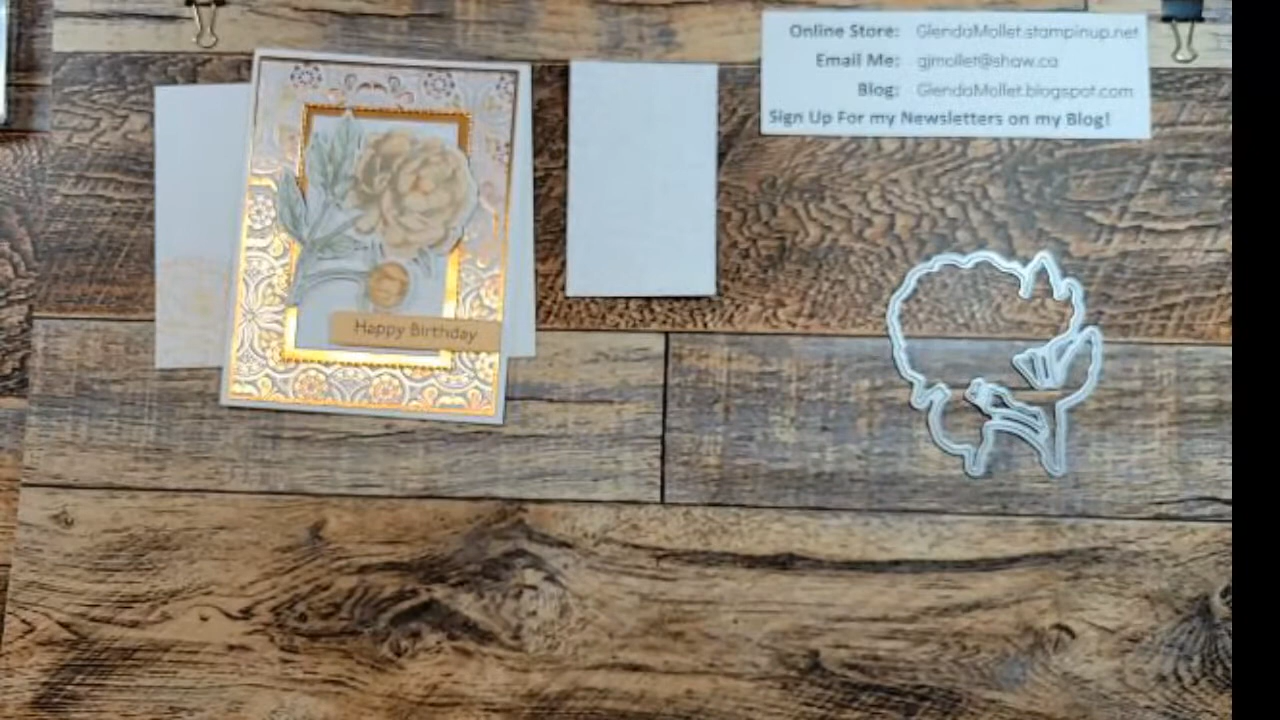 Online Store: GlendaMollet.stampinup.net
Email Me: gjmollet@shaw.ca
Blog: GlendaMollet.blogspot.com
Sign Up For my Newsletters on my Blog!
Happy Birthday